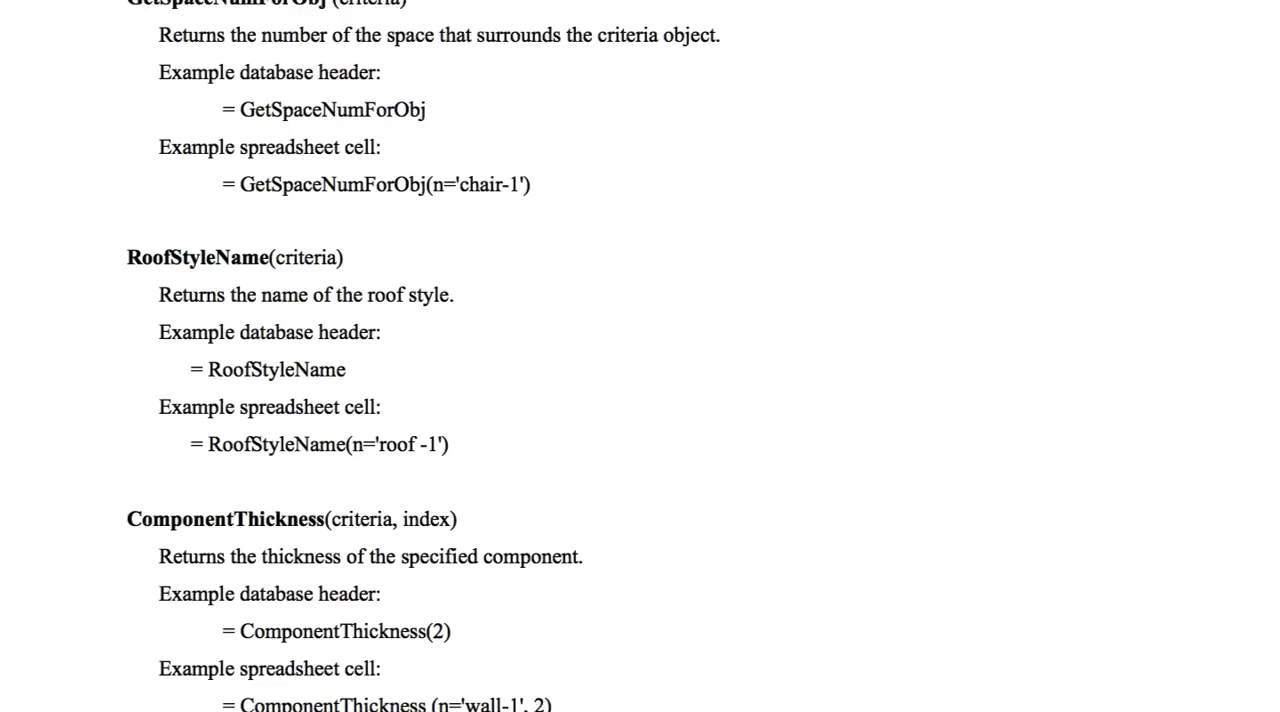 GetSpaceNumForObj (criteria)
Returns the number of the space that surrounds the criteria object.
Example database header:
= GetSpaceNumForObj
Example spreadsheet cell:
= GetSpaceNumForObj(n='chair-1')
RoofStyleName(criteria)
Returns the name of the roof style.
Example database header:
= RoofStyleName
Example spreadsheet cell:
= RoofStyleName(n='roof -1')
ComponentThickness(criteria, index)
Returns the thickness of the specified component.
Example database header:
= ComponentThickness(2)
Example spreadsheet cell:
= ComponentThickness (n='wall-1', 2)